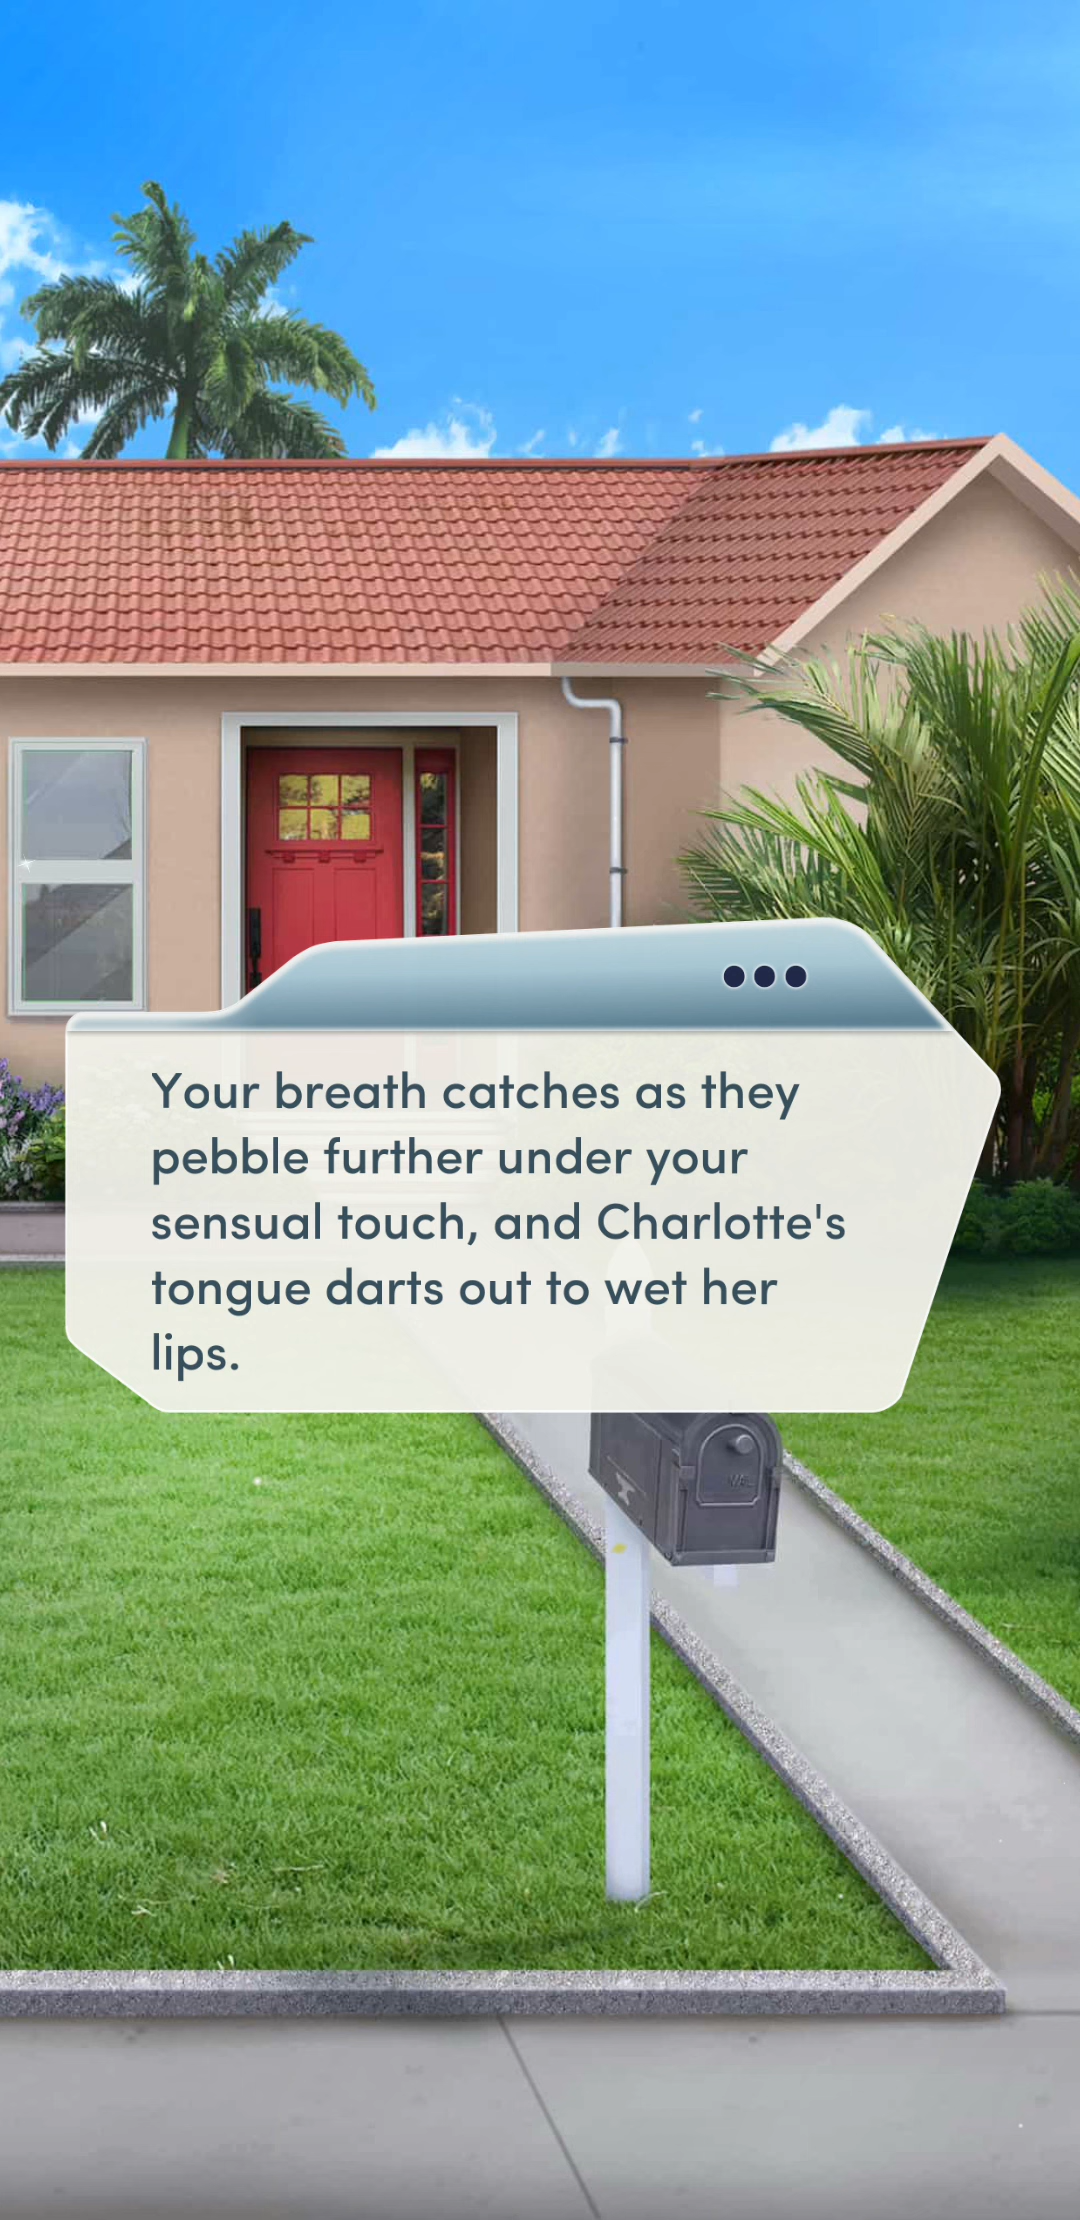 Your breath catches as they
pebble further under your
sensual touch, and Charlotte's
tongue darts out to wet her
lips.